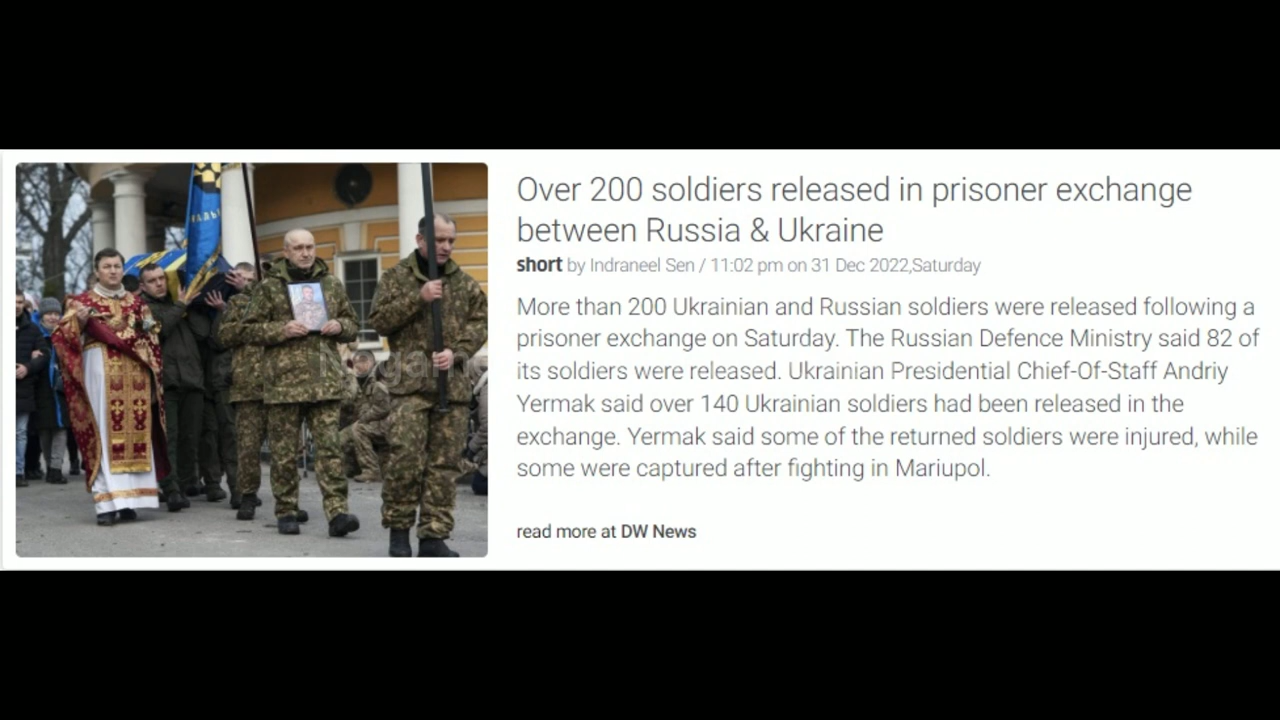 Over 200 soldiers released in prisoner exchange
between Russia & Ukraine
short by Indraneel Sen / 11:02 pm on 31 Dec 2022,Saturday
More than 200 Ukrainian and Russian soldiers were released following a
prisoner exchange on Saturday. The Russian Defence Ministry said 82 of
its soldiers were released. Ukrainian Presidential Chief-Of-Staff Andriy
Yermak said over 140 Ukrainian soldiers had been released in the
exchange. Yermak said some of the returned soldiers were injured, while
some were captured after fighting in Mariupol.
read more at DW News